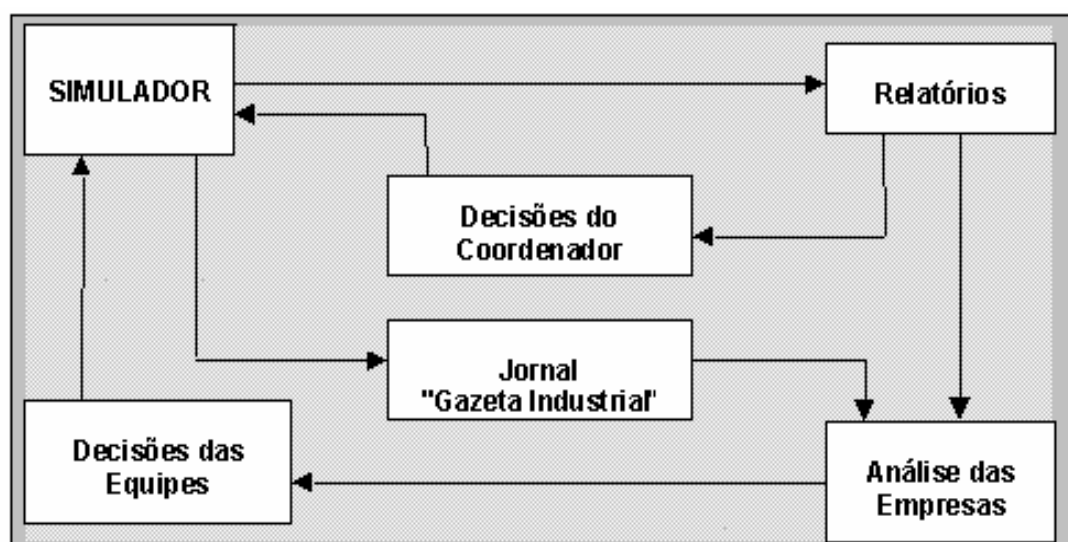 SIMULADOR
Relatórios
Decisões do
Coordenador
Jornal
"Gazeta Industrial"
Decisões das
Equipes
Análise das
Empresas